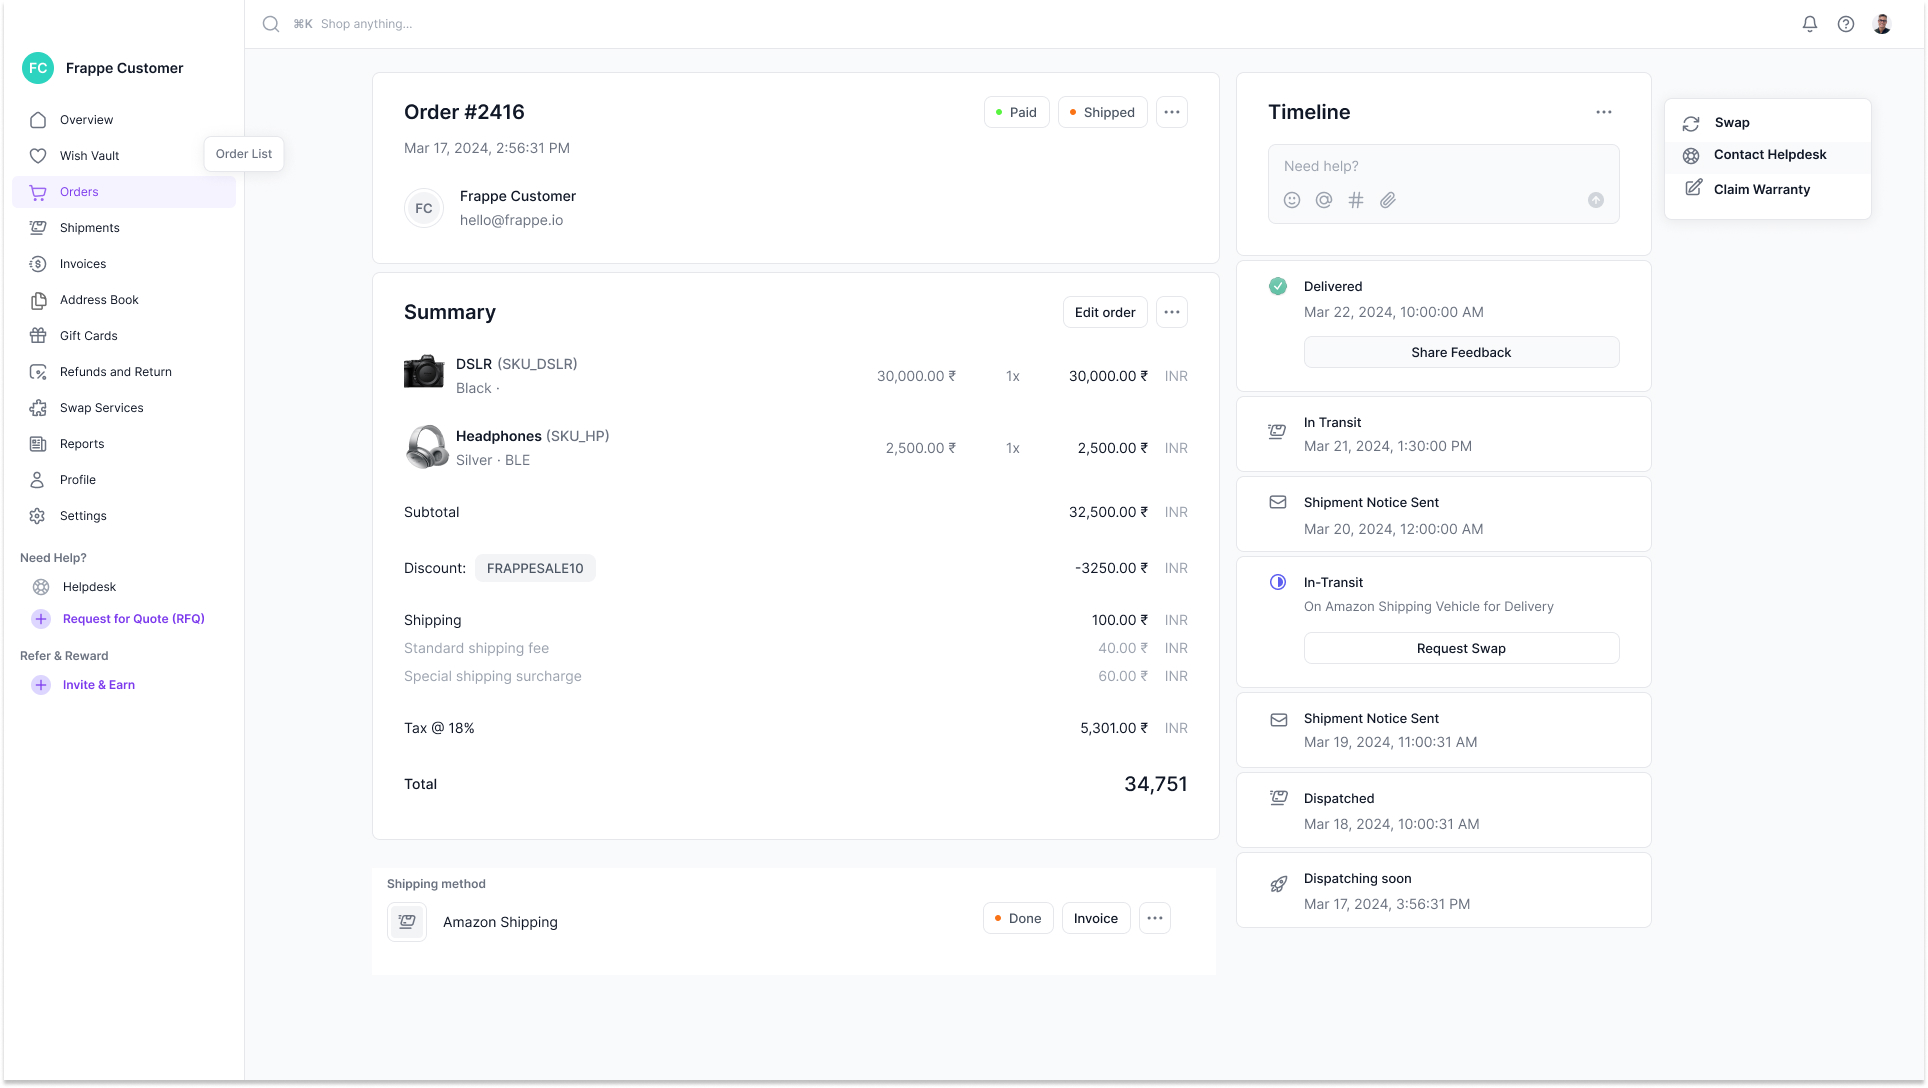 ⌘K Shop anything...
FC Frappe Customer
Overview
Wish Vault
Order List
Orders
Shipments
Invoices
Address Book
Gift Cards
Refunds and Return
Swap Services
Reports
Profile
Settings
Need Help?
Helpdesk
Request for Quote (RFQ)
Refer & Reward
Invite & Earn
Order #2416
Paid
Shipped
Mar 17, 2024, 2:56:31 PM
FC
Frappe Customer
hello@frappe.io
Summary
Edit order
DSLR (SKU_DSLR)
Black ·
30,000.00 ₹ 1x 30,000.00 ₹ INR
Headphones (SKU_HP)
Silver · BLE
2,500.00 ₹ 1x 2,500.00 ₹ INR
Subtotal 32,500.00 ₹ INR
Discount: FRAPPESALE10 -3250.00 ₹ INR
Shipping 100.00 ₹ INR
Standard shipping fee 40.00 ₹ INR
Special shipping surcharge 60.00 ₹ INR
Tax @ 18% 5,301.00 ₹ INR
Total 34,751
Shipping method
Amazon Shipping
Done
Invoice
Timeline
Need help?
Delivered
Mar 22, 2024, 10:00:00 AM
Share Feedback
In Transit
Mar 21, 2024, 1:30:00 PM
Shipment Notice Sent
Mar 20, 2024, 12:00:00 AM
In-Transit
On Amazon Shipping Vehicle for Delivery
Request Swap
Shipment Notice Sent
Mar 19, 2024, 11:00:31 AM
Dispatched
Mar 18, 2024, 10:00:31 AM
Dispatching soon
Mar 17, 2024, 3:56:31 PM
Swap
Contact Helpdesk
Claim Warranty